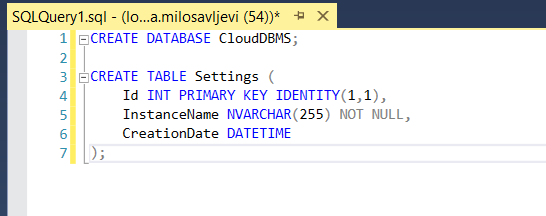 SQLQuery1.sql - (lo...a.milosavljevi (54))*
1 CREATE DATABASE CloudDBMS;
2
3 CREATE TABLE Settings (
4 Id INT PRIMARY KEY IDENTITY(1,1),
5 InstanceName NVARCHAR(255) NOT NULL,
6 CreationDate DATETIME
7 );